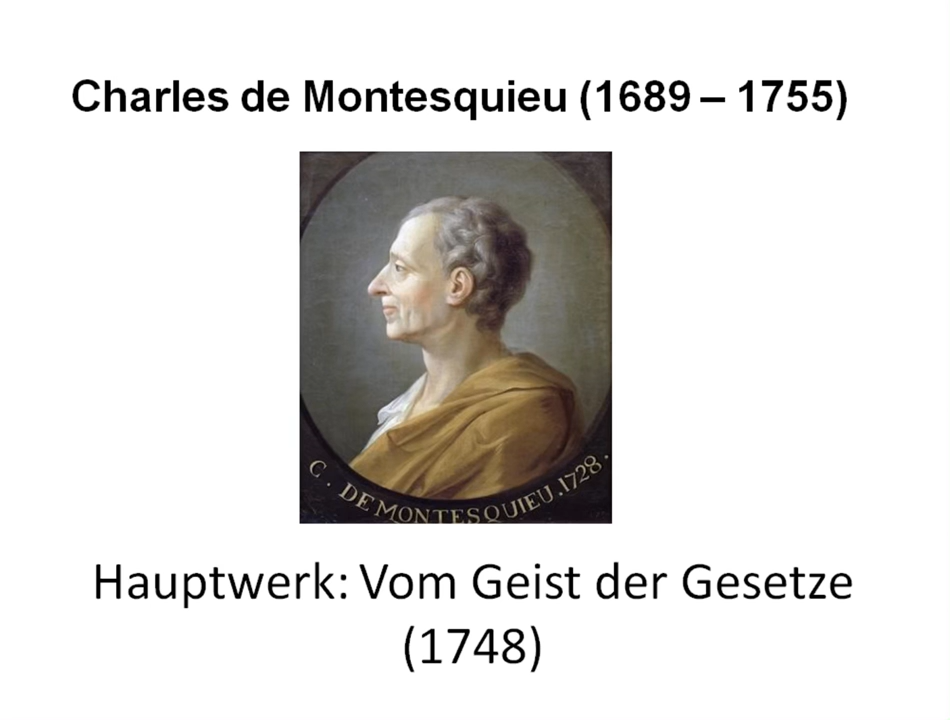 Charles de Montesquieu (1689 – 1755)
C. DE MONTESQUIEU. 1728.
Hauptwerk: Vom Geist der Gesetze
(1748)